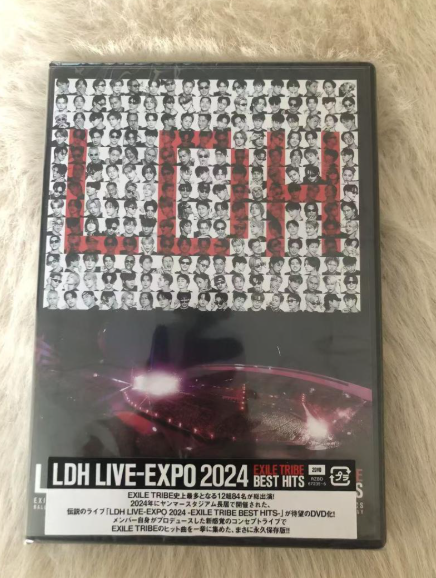 LDH
LDH LIVE-EXPO 2024 EXILE TRIBE BEST HITS
EXILE TRIBE史上最多となる12組84名が総出演!
2024年にヤンマースタジアム長居で開催された、
伝説のライブ「LDH LIVE-EXPO 2024 -EXILE TRIBE BEST HITS-」が待望のDVD化!
メンバー自身がプロデュースした新感覚のコンセプトライブで
EXILE TRIBEのヒット曲を一挙に集めた、まさに永久保存版!!